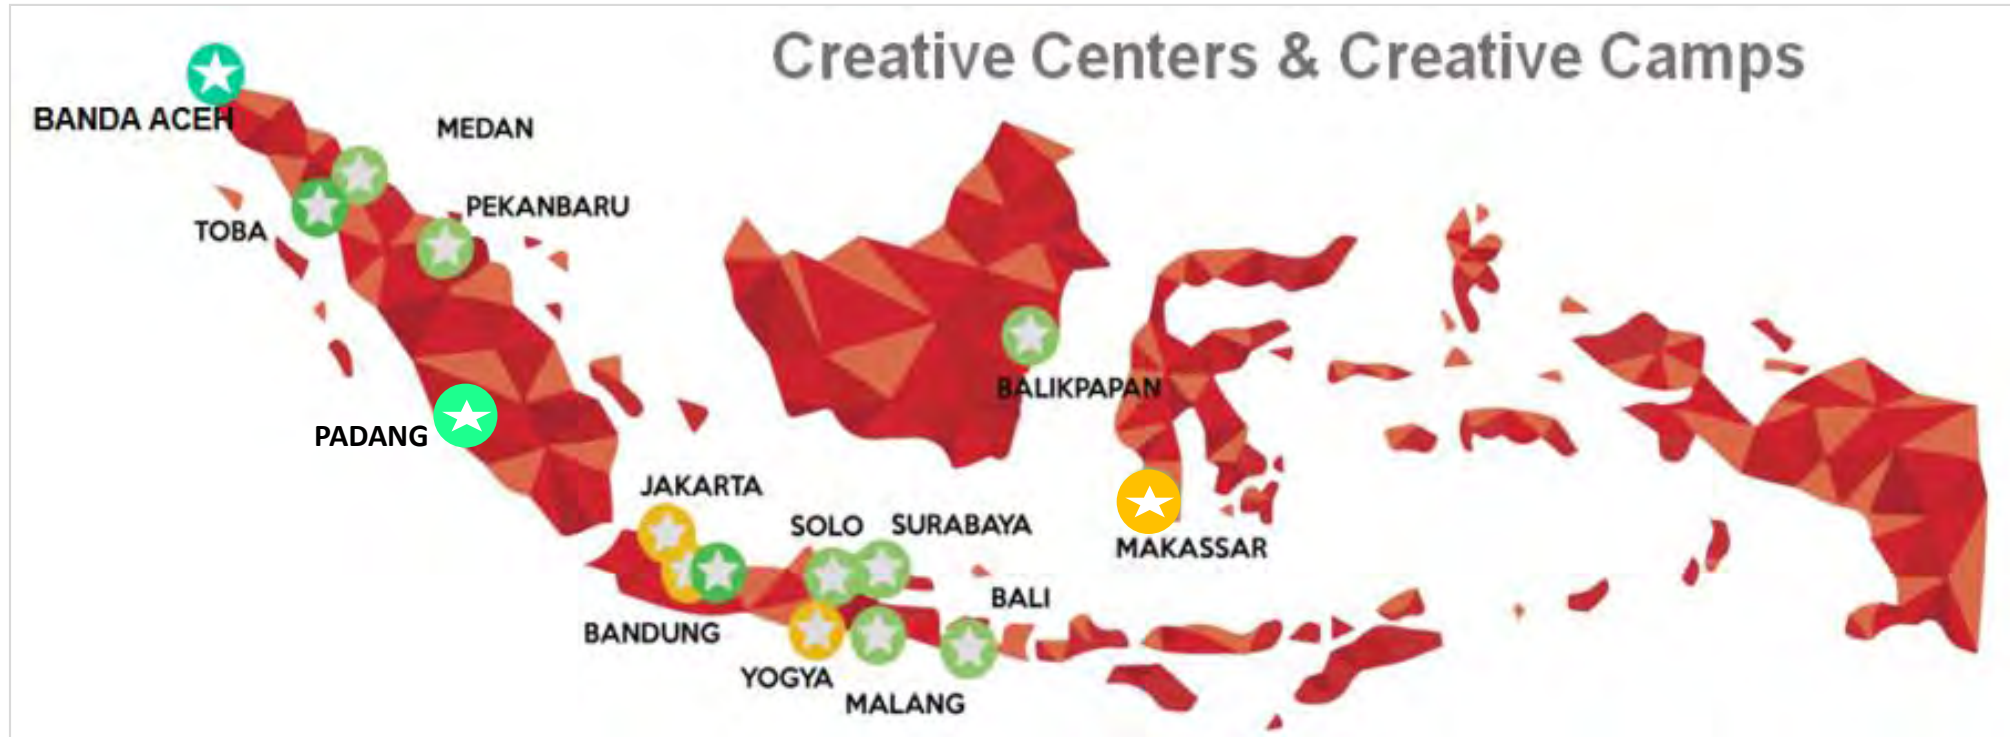 Creative Centers & Creative Camps
BANDA ACEH
MEDAN
PEKANBARU
TOBA
BALIKPAPAN
PADANG
JAKARTA
SOLO
SURABAYA
MAKASSAR
BALI
BANDUNG
YOGYA
MALANG